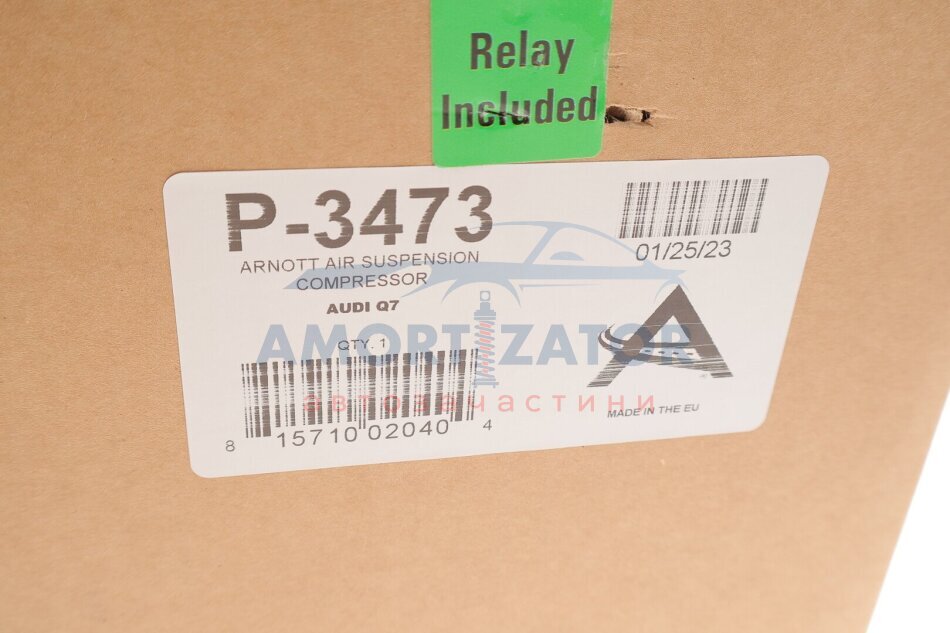 Relay
Included
P-3473
01/25/23
ARNOTT AIR SUSPENSION
COMPRESSOR
AUDI Q7
AMORTIZATOR
QTY. 1
автозапчастини
MADE IN THE EU
8 15710 02040 4